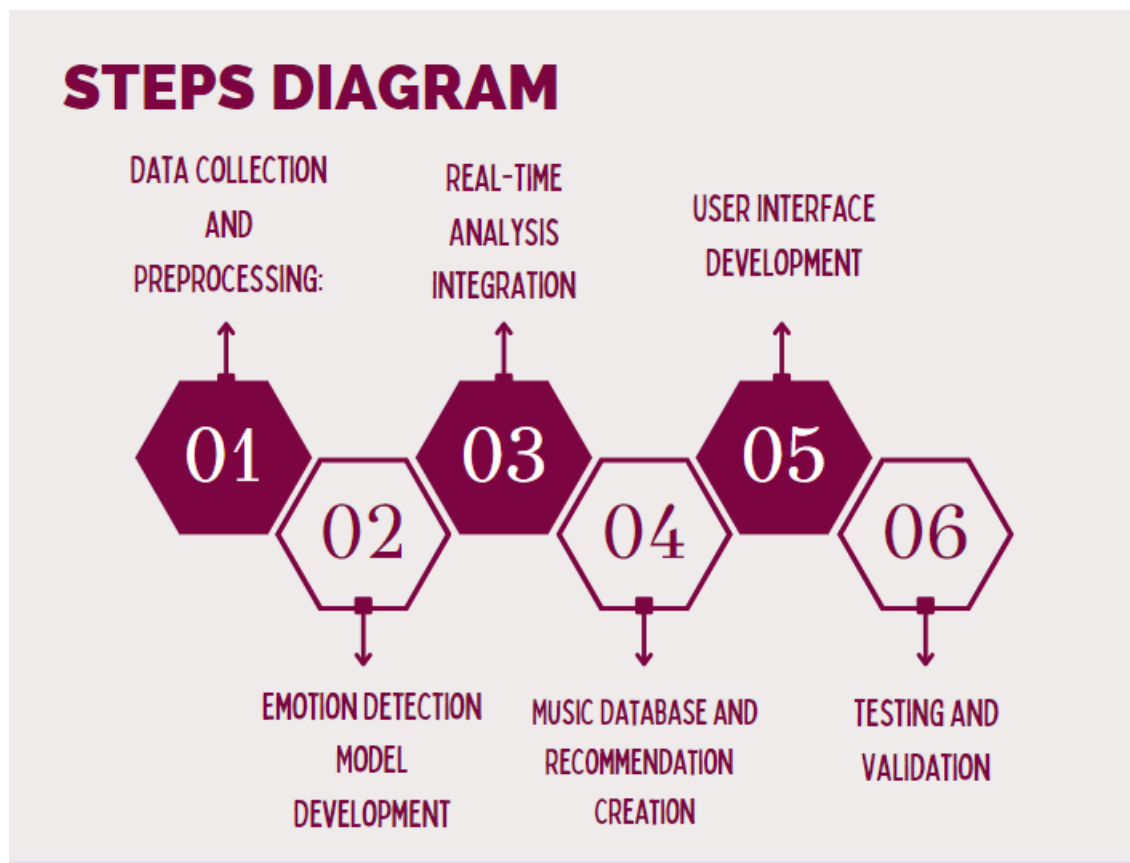 STEPS DIAGRAM
DATA COLLECTION
AND
PREPROCESSING:
REAL-TIME
ANALYSIS
INTEGRATION
USER INTERFACE
DEVELOPMENT
01
02
03
04
05
06
EMOTION DETECTION
MODEL
DEVELOPMENT
MUSIC DATABASE AND
RECOMMENDATION
CREATION
TESTING AND
VALIDATION